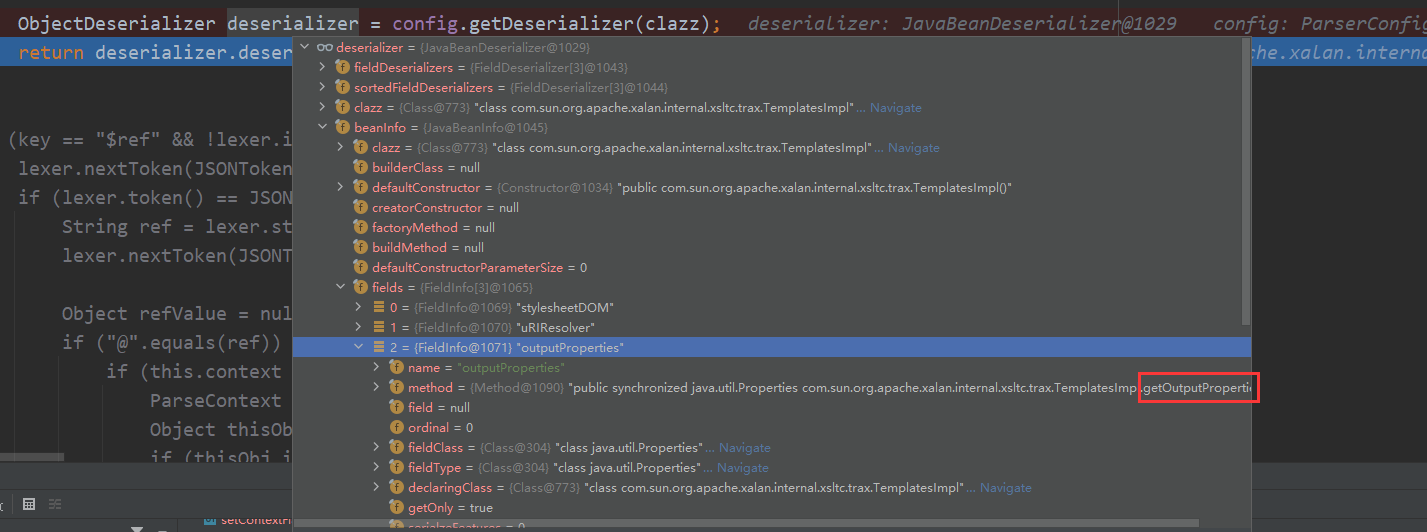 ObjectDeserializer deserializer = config.getDeserializer(clazz); deserializer: JavaBeanDeserializer@1029 config: ParserConfig
return deserializer.deser
he.xalan.interna
deserializer = {JavaBeanDeserializer@1029}
fieldDeserializers = {FieldDeserializer[3]@1043}
sortedFieldDeserializers = {FieldDeserializer[3]@1044}
clazz = {Class@773} "class com.sun.org.apache.xalan.internal.xsltc.trax.TemplatesImpl"... Navigate
beanInfo = {JavaBeanInfo@1045}
(key == "$ref" && !lexer.i
clazz = {Class@773} "class com.sun.org.apache.xalan.internal.xsltc.trax.TemplatesImpl"... Navigate
lexer.nextToken(JSONToken
builderClass = null
if (lexer.token() == JSON
defaultConstructor = {Constructor@1034} "public com.sun.org.apache.xalan.internal.xsltc.trax.TemplatesImpl()"
creatorConstructor = null
String ref = lexer.st
factoryMethod = null
lexer.nextToken(JSONT
buildMethod = null
defaultConstructorParameterSize = 0
fields = {FieldInfo[3]@1065}
Object refValue = nul
0 = {FieldInfo@1069} "stylesheetDOM"
1 = {FieldInfo@1070} "uRIResolver"
if ("@".equals(ref))
2 = {FieldInfo@1071} "outputProperties"
if (this.context
name = "outputProperties"
method = {Method@1090} "public synchronized java.util.Properties com.sun.org.apache.xalan.internal.xsltc.trax.TemplatesImpl.getOutputPropertie
ParseContext
field = null
Object thisOb
ordinal = 0
if (thisObj.i
fieldClass = {Class@304} "class java.util.Properties"... Navigate
fieldType = {Class@304} "class java.util.Properties"... Navigate
declaringClass = {Class@773} "class com.sun.org.apache.xalan.internal.xsltc.trax.TemplatesImpl"... Navigate
getOnly = true
serialzeFeatures = 0
setContextFi